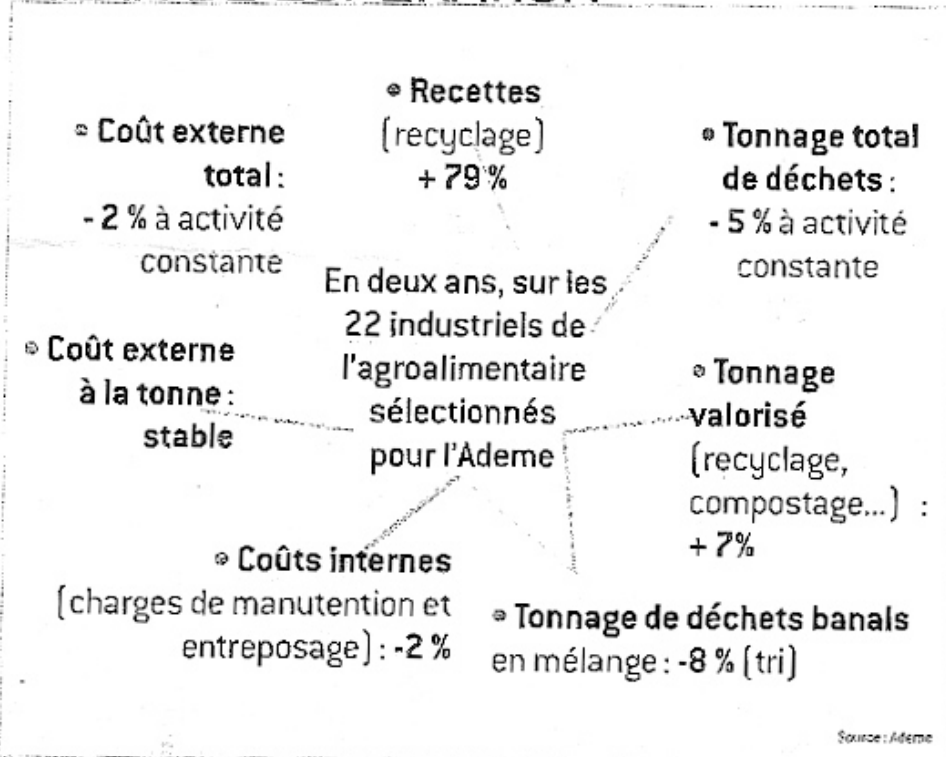 • Recettes
(recyclage)
+ 79 %
• Coût externe
total :
- 2 % à activité
constante
• Tonnage total
de déchets :
- 5 % à activité
constante
En deux ans, sur les
22 industriels de
l'agroalimentaire
sélectionnés
pour l'Ademe
• Coût externe
à la tonne :
stable
• Tonnage
valorisé
(recyclage,
compostage...) :
+ 7%
• Coûts internes
(charges de manutention et
entreposage) : -2 %
• Tonnage de déchets banals
en mélange : -8 % (tri)
Source : Ademe